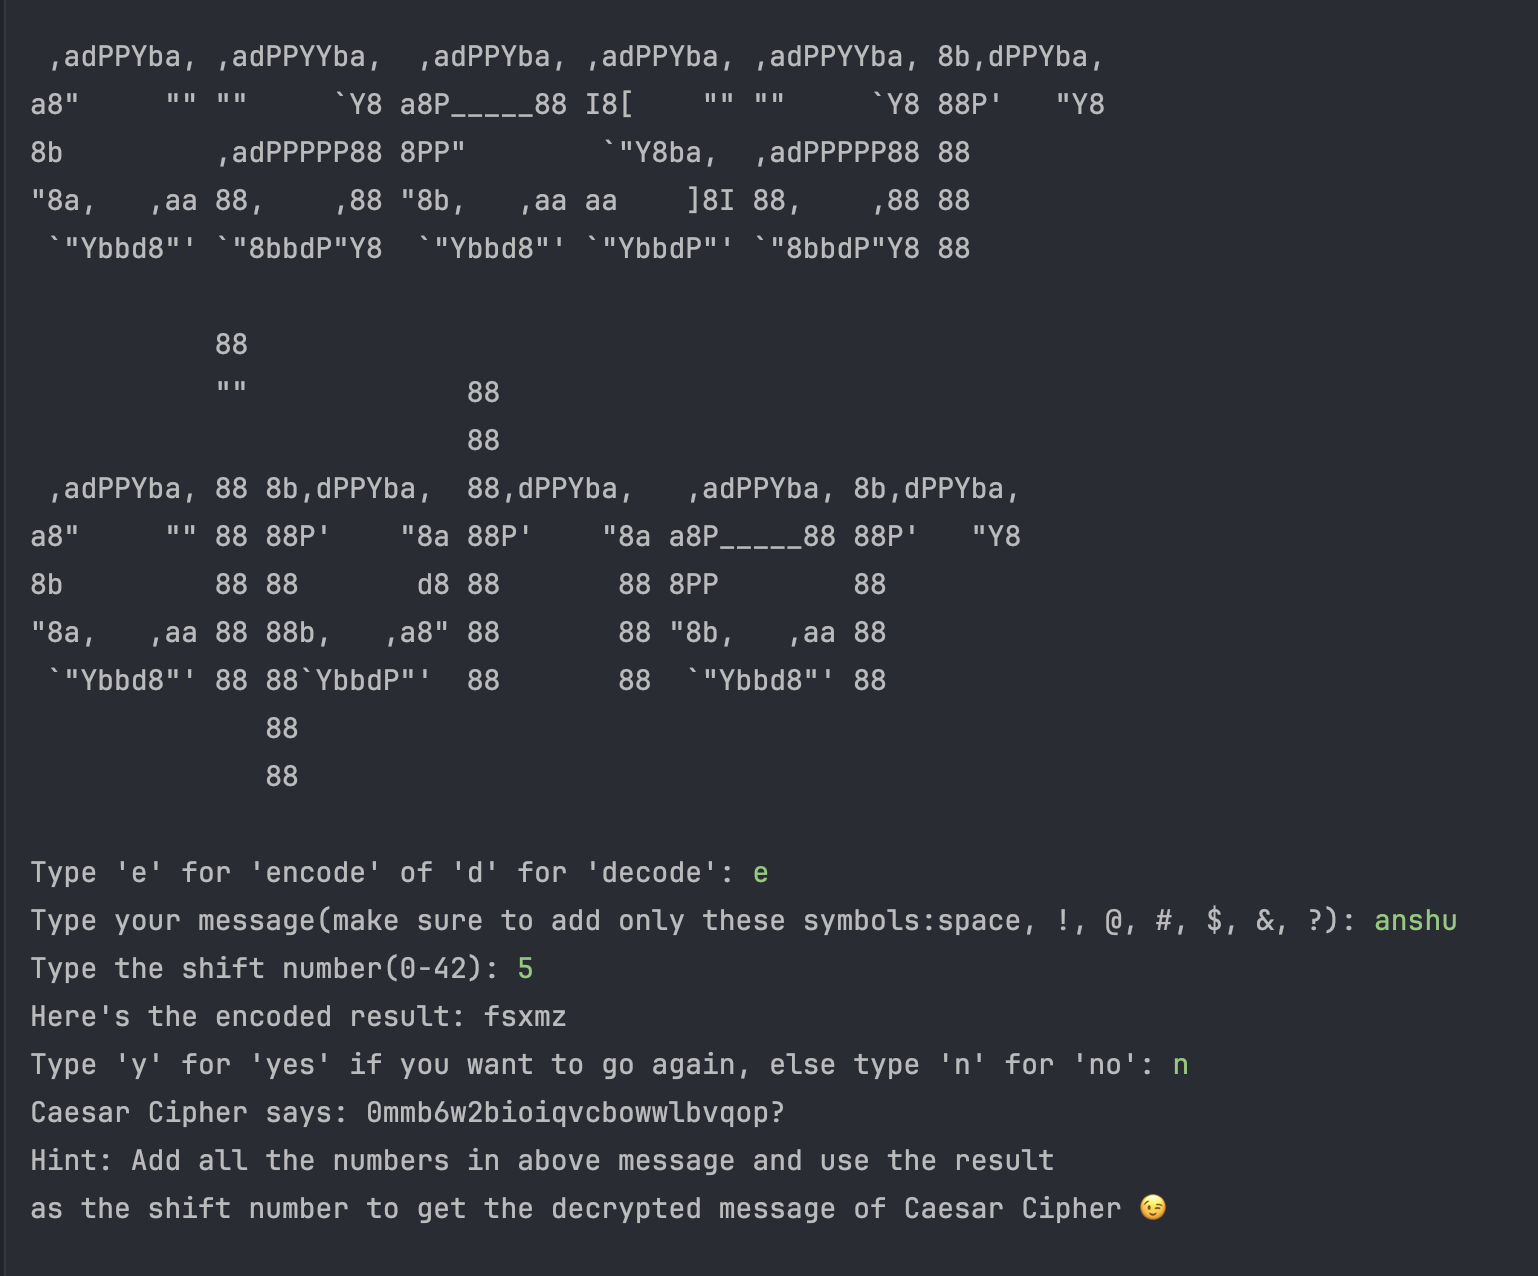 ,adPPYba, ,adPPYYba,  ,adPPYba, ,adPPYba, ,adPPYYba, 8b,dPPYba,
a8"     "" ""     `Y8 a8P_____88 I8[    "" ""     `Y8 88P'   "Y8
8b         ,adPPPPP88 8PP"        `"Y8ba,  ,adPPPPP88 88
"8a,   ,aa 88,    ,88 "8b,   ,aa aa    ]8I 88,    ,88 88
 `"Ybbd8"' `"8bbdP"Y8  `"Ybbd8"' `"YbbdP"' `"8bbdP"Y8 88
           88
           ""             88
                          88
 ,adPPYba, 88 8b,dPPYba,  88,dPPYba,   ,adPPYba, 8b,dPPYba,
a8"     "" 88 88P'    "8a 88P'    "8a a8P_____88 88P'   "Y8
8b         88 88       d8 88       88 8PP        88
"8a,   ,aa 88 88b,   ,a8" 88       88 "8b,   ,aa 88
 `"Ybbd8"' 88 88`YbbdP"'  88       88  `"Ybbd8"' 88
              88
              88
Type 'e' for 'encode' of 'd' for 'decode': e
Type your message(make sure to add only these symbols:space, !, @, #, $, &, ?): anshu
Type the shift number(0-42): 5
Here's the encoded result: fsxmz
Type 'y' for 'yes' if you want to go again, else type 'n' for 'no': n
Caesar Cipher says: 0mmb6w2bioiqvcbowwlbvqop?
Hint: Add all the numbers in above message and use the result
as the shift number to get the decrypted message of Caesar Cipher 😉